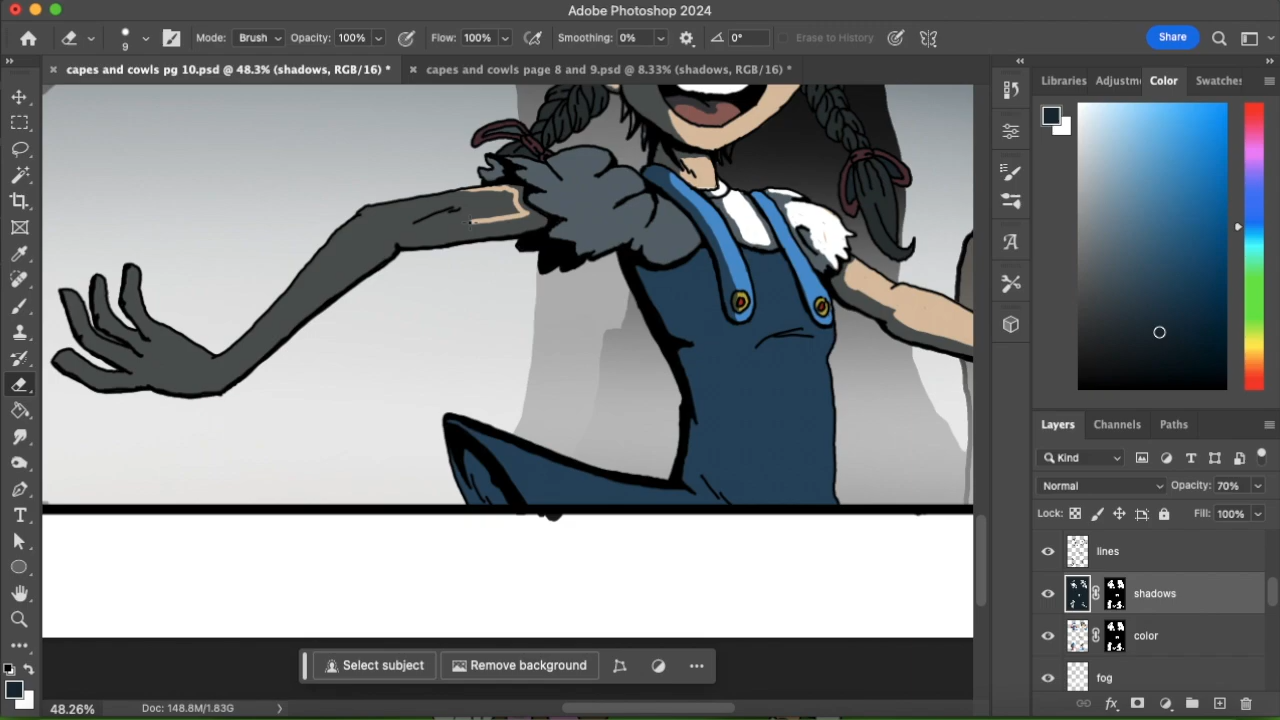 Adobe Photoshop 2024
9 Mode: Brush Opacity: 100% Flow: 100% Smoothing: 0% 0° Erase to History Share
capes and cowls pg 10.psd @ 48.3% (shadows, RGB/16) * capes and cowls page 8 and 9.psd @ 8.33% (shadows, RGB/16) *
Libraries Adjustm Color Swatche
Layers Channels Paths
Kind
Normal Opacity: 70%
Lock: Fill: 100%
lines
shadows
color
fog
Select subject Remove background
48.26% Doc: 148.8M/1.83G